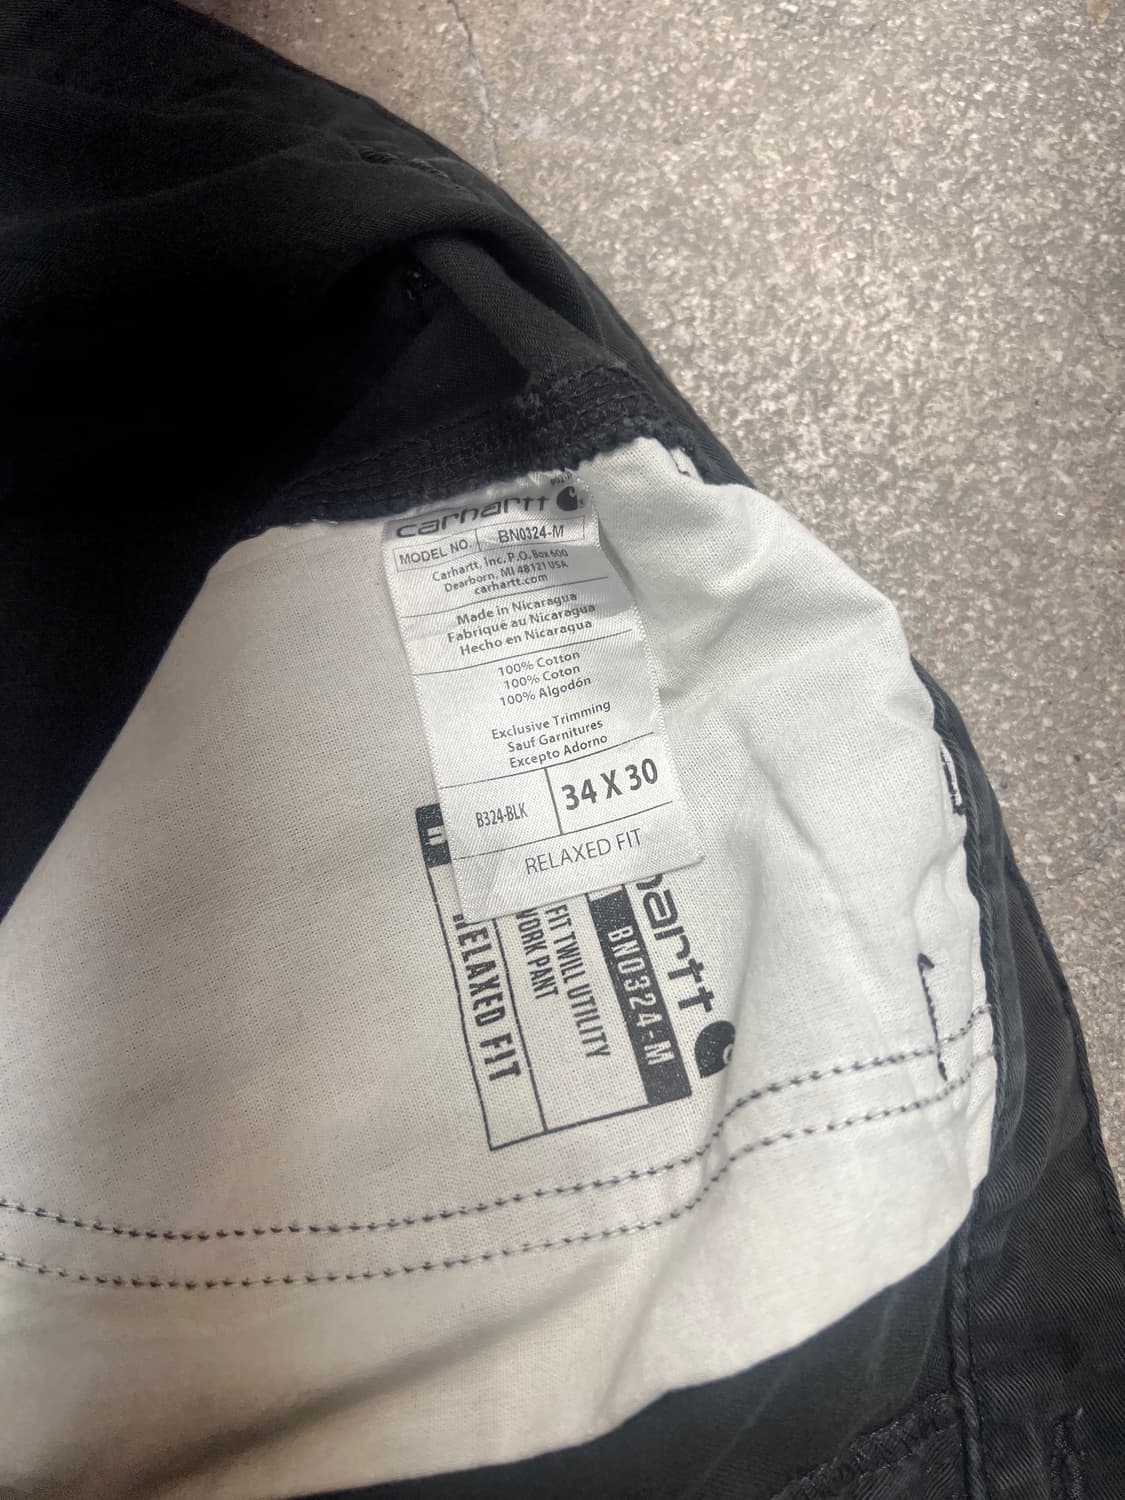 carhartt
MODEL NO. BN0324-M
Carhartt, Inc. P.O. Box 600
Dearborn, MI 48121 USA
carhartt.com
Made in Nicaragua
Fabriqué au Nicaragua
Hecho en Nicaragua
100% Cotton
100% Coton
100% Algodón
Exclusive Trimming
Sauf Garnitures
Excepto Adorno
B324-BLK 34 X 30
RELAXED FIT
hartt
BN0324-M
FIT TWILL UTILITY
WORK PANT
RELAXED FIT